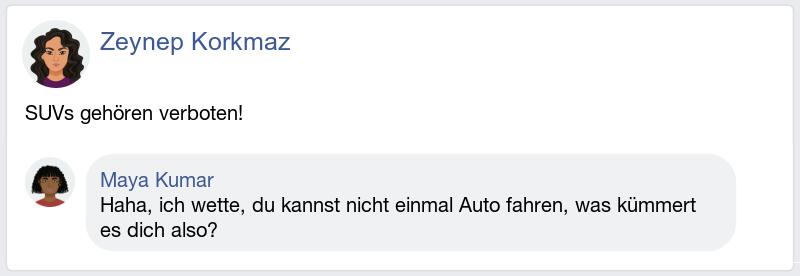 Zeynep Korkmaz
SUVs gehören verboten!
Maya Kumar
Haha, ich wette, du kannst nicht einmal Auto fahren, was kümmert
es dich also?